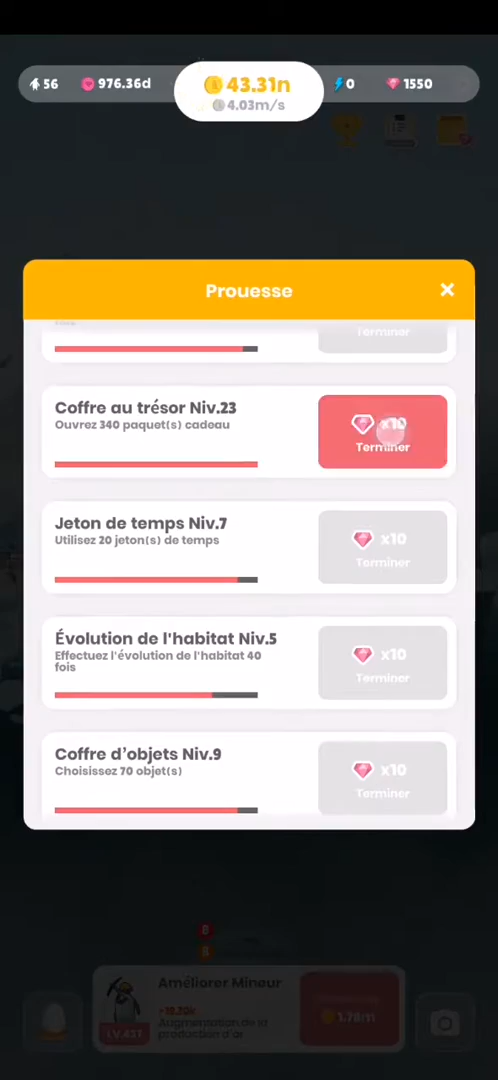 56
976.36d
43.31n
4.03m/s
0
1550
Prouesse
×
Terminer
Coffre au trésor Niv.23
Ouvrez 340 paquet(s) cadeau
x10
Terminer
Jeton de temps Niv.7
Utilisez 20 jeton(s) de temps
x10
Terminer
Évolution de l'habitat Niv.5
Effectuez l'évolution de l'habitat 40
fois
x10
Terminer
Coffre d'objets Niv.9
Choisissez 70 objet(s)
x10
Terminer
8
8
Améliorer Mineur
Augmentation de la
production d'or
LV.431
1.78m